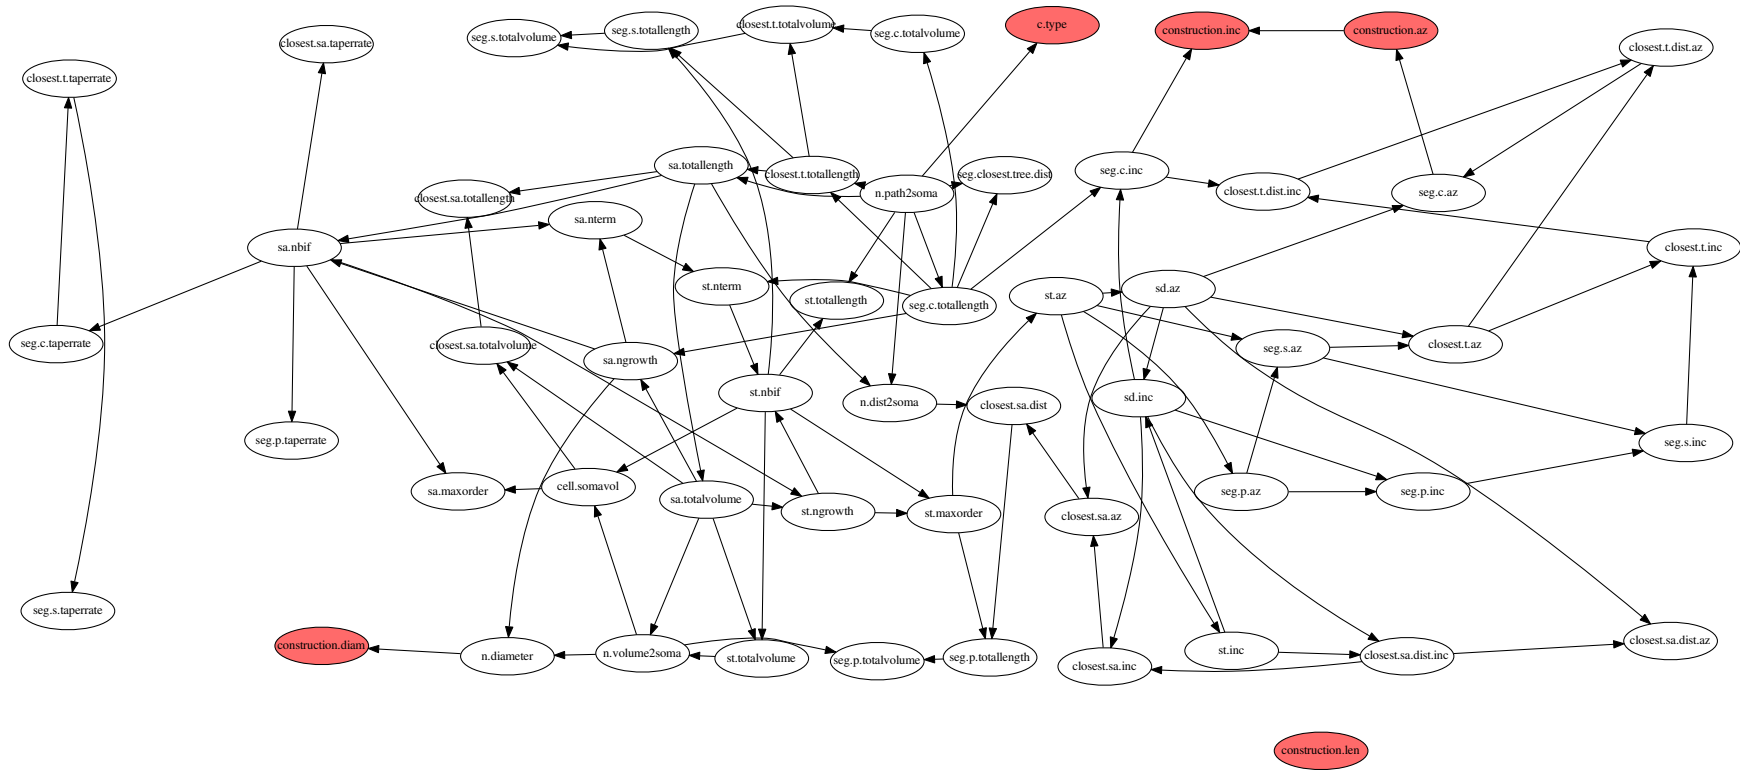 c.type
construction.inc
construction.az
seg.s.totallength
closest.t.totalvolume
seg.c.totalvolume
seg.s.totalvolume
closest.sa.taperrate
closest.t.dist.az
closest.t.taperrate
sa.totallength
closest.t.totallength
seg.closest.tree.dist
seg.c.inc
n.path2soma
closest.t.dist.inc
seg.c.az
closest.sa.totallength
sa.nterm
sa.nbif
closest.t.inc
st.nterm
st.totallength
seg.c.totallength
st.az
sd.az
seg.c.taperrate
closest.sa.totalvolume
sa.ngrowth
seg.s.az
closest.t.az
st.nbif
n.dist2soma
closest.sa.dist
sd.inc
seg.p.taperrate
seg.s.inc
sa.maxorder
cell.somavol
sa.totalvolume
st.ngrowth
st.maxorder
closest.sa.az
seg.p.az
seg.p.inc
seg.s.taperrate
construction.diam
n.diameter
n.volume2soma
st.totalvolume
seg.p.totalvolume
seg.p.totallength
closest.sa.inc
st.inc
closest.sa.dist.inc
closest.sa.dist.az
construction.len